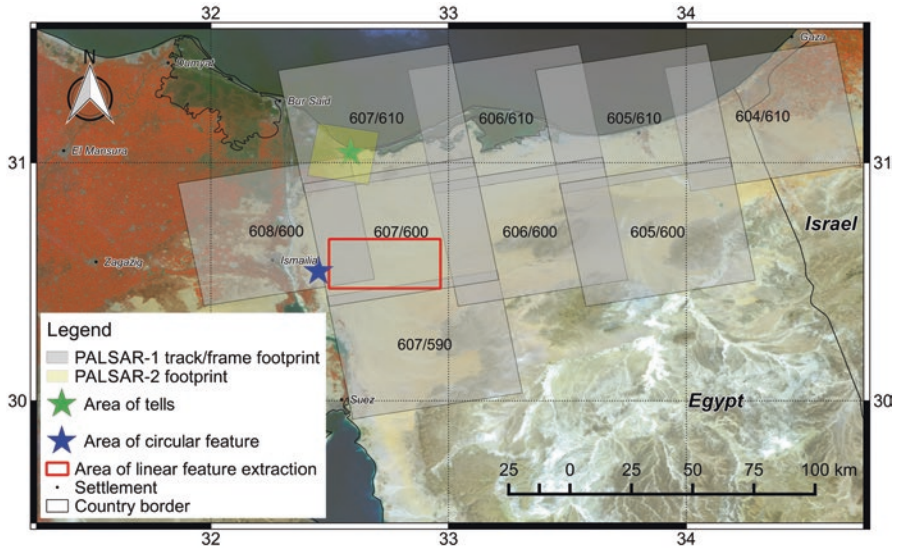 32 33 34
N
Gaza
Dumyat
Bur Said
607/610 606/610 605/610 604/610
El Mansura
31 31
608/600 607/600 606/600 605/600
Israel
Zagaziq
Ismailia
Legend
PALSAR-1 track/frame footprint
PALSAR-2 footprint
Area of tells
Area of circular feature
Area of linear feature extraction
Settlement
Country border
607/590
30 30
Suez
Egypt
25 0 25 50 75 100 km
32 33 34